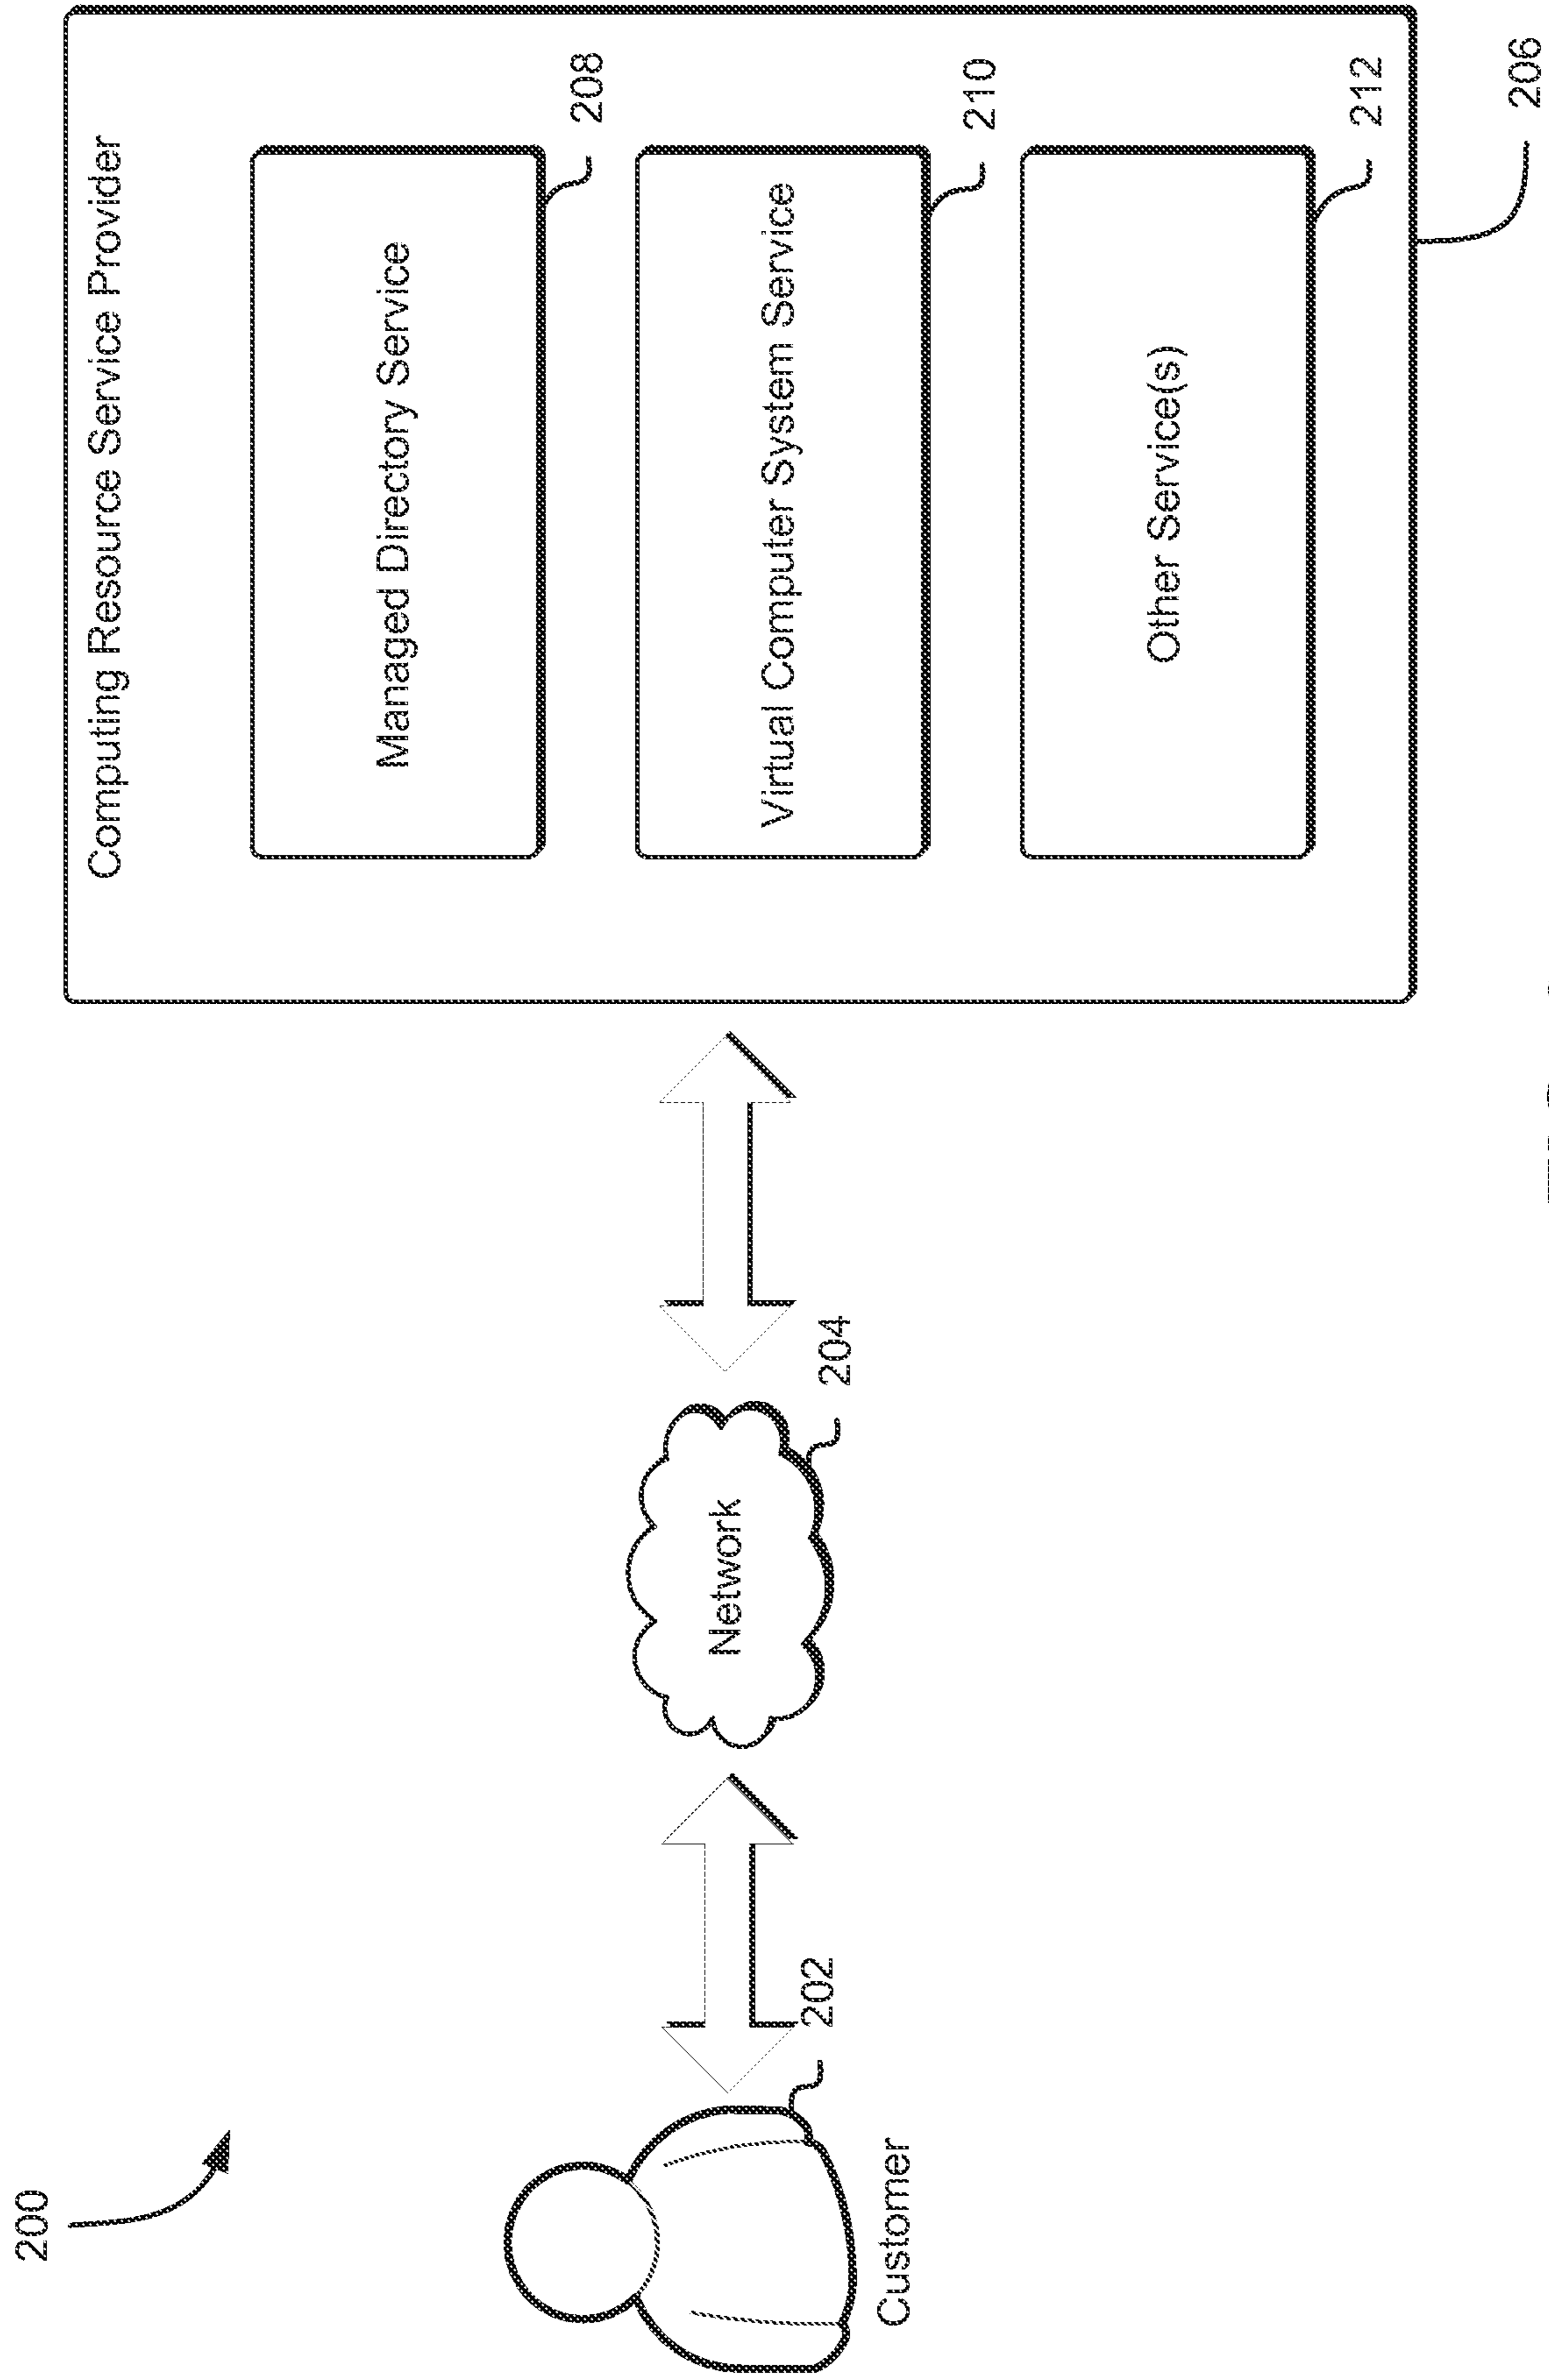 200
Computing Resource Service Provider
Managed Directory Service
208
Virtual Computer System Service
210
Other Service(s)
212
206
Network
204
202
Customer